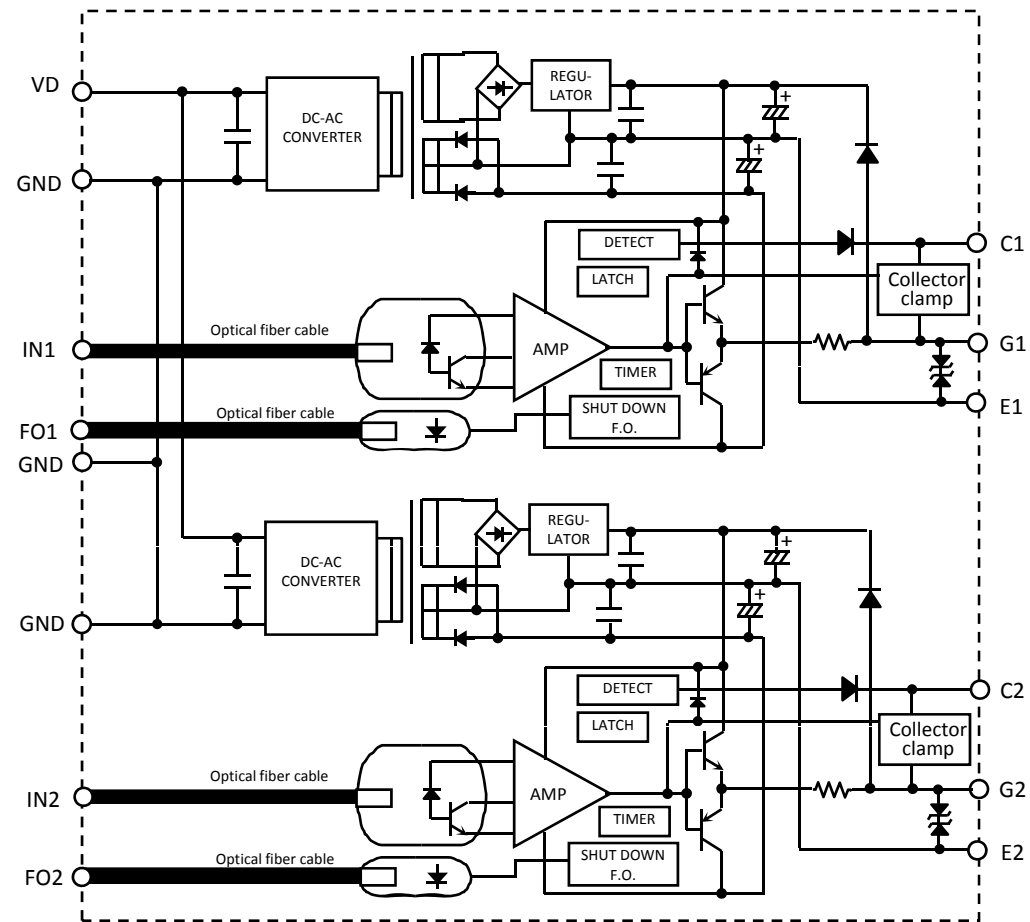 VD
REGU-
LATOR
+
DC-AC
CONVERTER
+
GND
DETECT
C1
LATCH
Collector
clamp
Optical fiber cable
IN1
AMP
G1
TIMER
Optical fiber cable
SHUT DOWN
F.O.
E1
FO1
GND
REGU-
LATOR
+
DC-AC
CONVERTER
+
GND
DETECT
C2
LATCH
Collector
clamp
Optical fiber cable
IN2
AMP
G2
TIMER
Optical fiber cable
SHUT DOWN
F.O.
E2
FO2